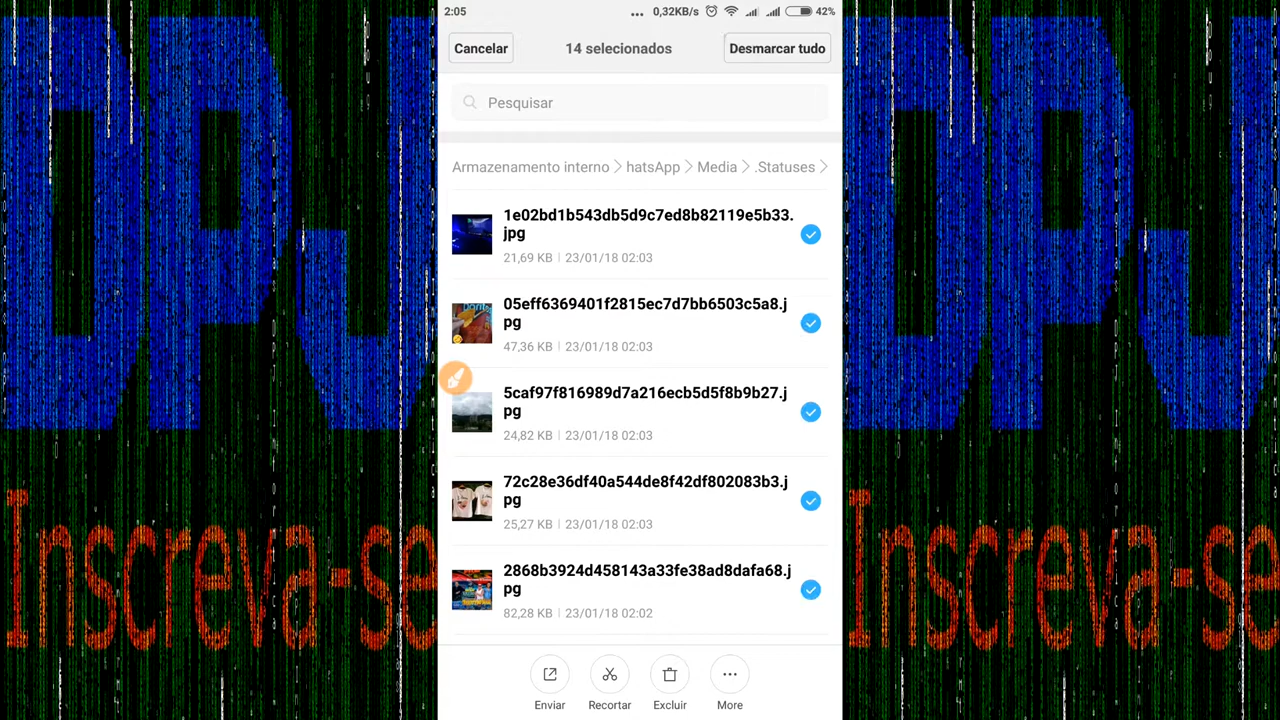 2:05
... 0,32KB/s 42%
Cancelar 14 selecionados Desmarcar tudo
Pesquisar
Armazenamento interno > hatsApp > Media > .Statuses >
1e02bd1b543db5d9c7ed8b82119e5b33.
jpg
21,69 KB | 23/01/18 02:03
05eff6369401f2815ec7d7bb6503c5a8.j
pg
47,36 KB | 23/01/18 02:03
5caf97f816989d7a216ecb5d5f8b9b27.j
pg
24,82 KB | 23/01/18 02:03
72c28e36df40a544de8f42df802083b3.j
pg
25,27 KB | 23/01/18 02:03
2868b3924d458143a33fe38ad8dafa68.j
pg
82,28 KB | 23/01/18 02:02
Enviar Recortar Excluir More
DPJ
Inscreva-se
DPJ
Inscreva-se